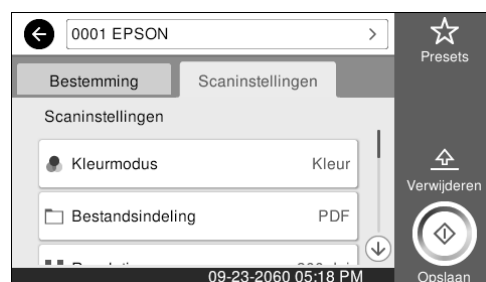 0001 EPSON
Presets
Bestemming
Scaninstellingen
Scaninstellingen
Kleurmodus
Kleur
Verwijderen
Bestandsindeling
PDF
09-23-2060 05:18 PM
Opslaan